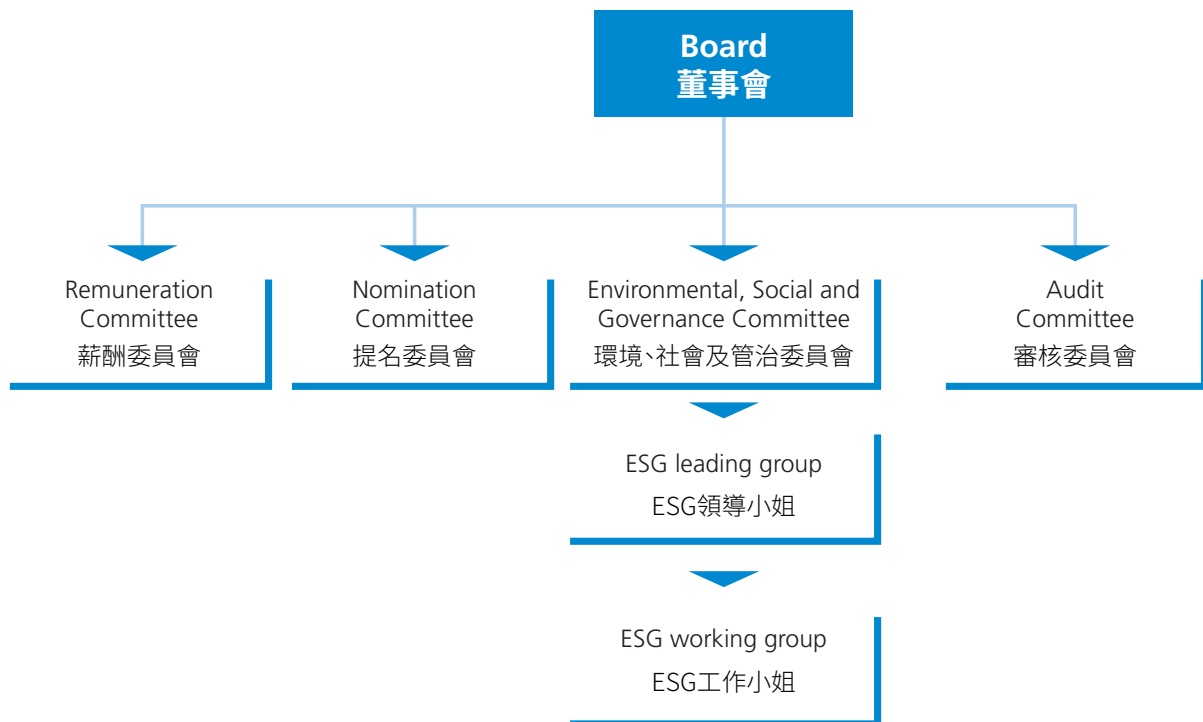 Board
董事會
Remuneration
Committee
薪酬委員會
Nomination
Committee
提名委員會
Environmental, Social and
Governance Committee
環境、社會及管治委員會
Audit
Committee
審核委員會
ESG leading group
ESG領導小姐
ESG working group
ESG工作小姐